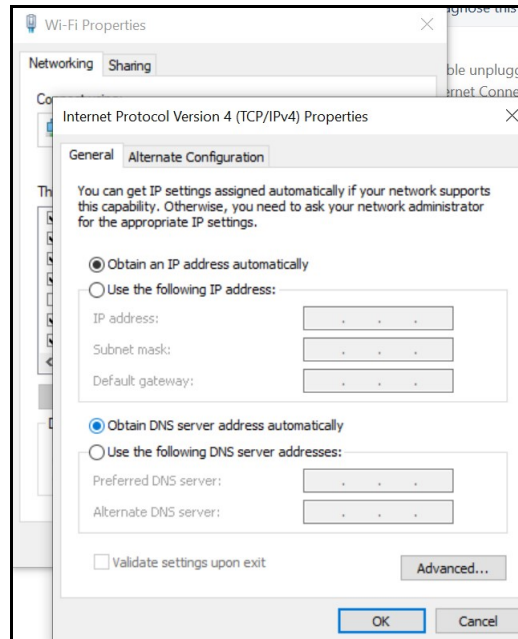 agnose this
Wi-Fi Properties
Networking Sharing
ble unplugg
ernet Conne
Internet Protocol Version 4 (TCP/IPv4) Properties
General Alternate Configuration
Th
You can get IP settings assigned automatically if your network supports
this capability. Otherwise, you need to ask your network administrator
for the appropriate IP settings.
Obtain an IP address automatically
Use the following IP address:
IP address:
Subnet mask:
Default gateway:
Obtain DNS server address automatically
Use the following DNS server addresses:
Preferred DNS server:
Alternate DNS server:
Validate settings upon exit
Advanced...
OK Cancel